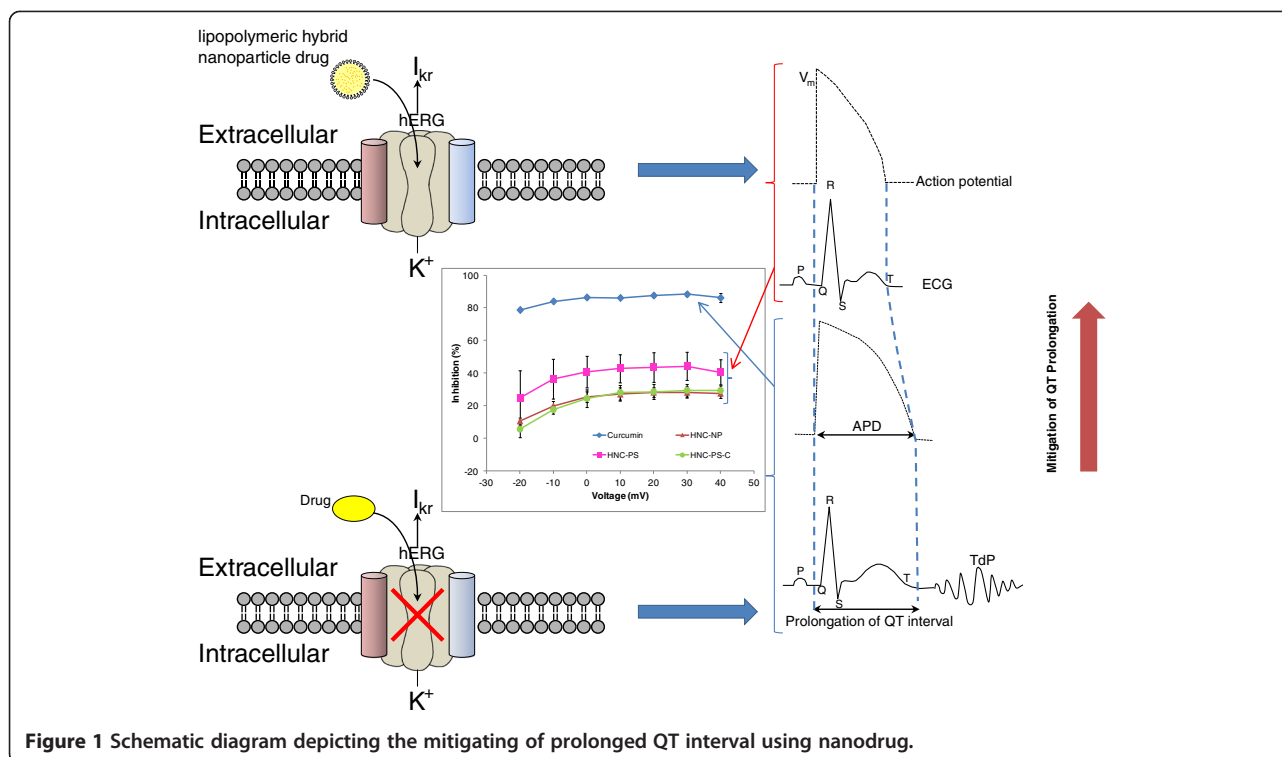 lipopolymeric hybrid
nanoparticle drug
Ikr
hERG
Extracellular
Intracellular
K+
Vm
Action potential
R
P
Q
S
T
ECG
Mitigation of QT Prolongation
100
80
60
40
20
0
-20
Inhibition (%)
-30
-20
-10
0
10
20
30
40
50
Voltage (mV)
Curcumin
HNC-NP
HNC-PS
HNC-PS-C
APD
Drug
Ikr
hERG
Extracellular
Intracellular
K+
R
P
Q
S
T
TdP
Prolongation of QT interval
Figure 1 Schematic diagram depicting the mitigating of prolonged QT interval using nanodrug.